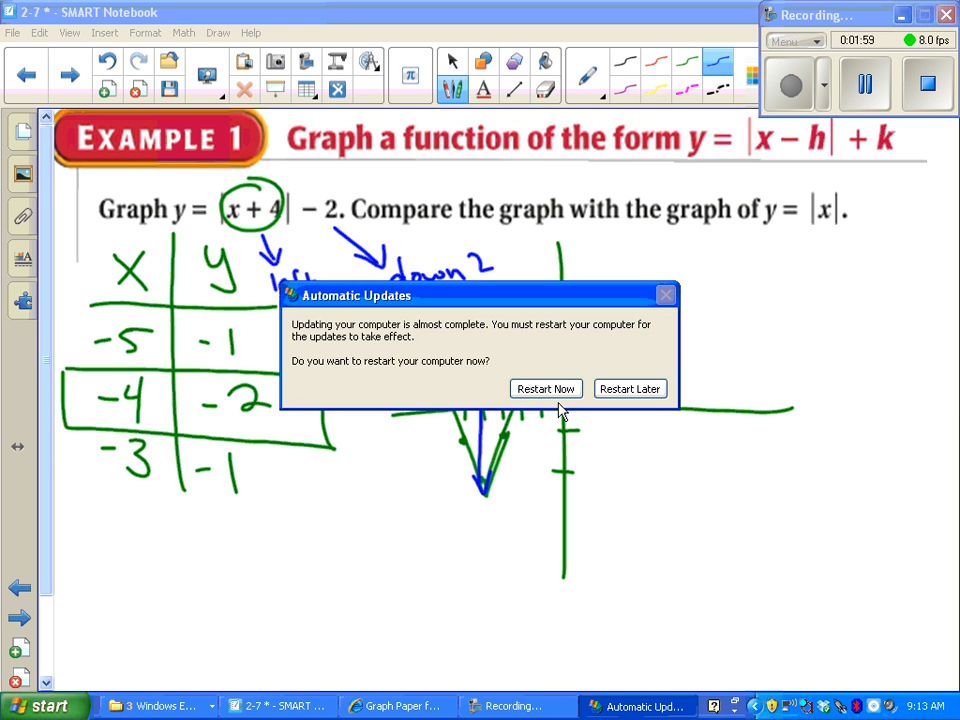 2-7 * - SMART Notebook
Recording...
File Edit View Insert Format Math Draw Help
Menu
00:01:59
8.0 fps
π
A
EXAMPLE 1 Graph a function of the form y = |x − h| + k
Graph y = |x + 4| − 2. Compare the graph with the graph of y = |x|.
x y
down 2
-5 -1
-4 -2
-3 -1
Automatic Updates
Updating your computer is almost complete. You must restart your computer for
the updates to take effect.
Do you want to restart your computer now?
Restart Now Restart Later
start
3 Windows E...
2-7 * - SMART ...
Graph Paper f...
Recording...
Automatic Upd...
9:13 AM